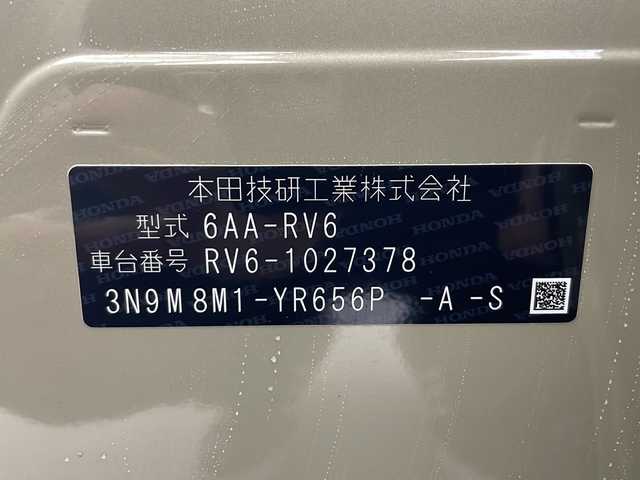 本田技研工業株式会社
型式 6AA-RV6
車台番号 RV6-1027378
3N9M 8M1-YR656P -A -S